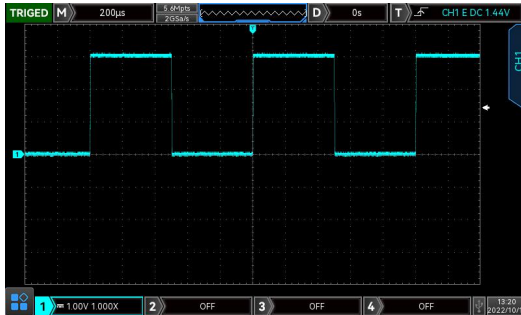 TRIGED M 200μs 5.6Mpts D 0s T CH1 E DC 1.44V
2GSa/s
CH1
1
1 1.00V 1.000X 2 OFF 3 OFF 4 OFF 13:20
2022/10/